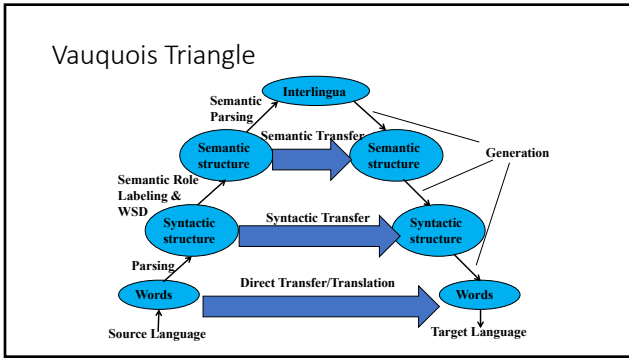 Vauquois Triangle
Interlingua
Semantic
Parsing
Semantic Transfer
Semantic
structure
Semantic
structure
Generation
Semantic Role
Labeling &
WSD
Syntactic Transfer
Syntactic
structure
Syntactic
structure
Parsing
Direct Transfer/Translation
Words
Words
Source Language
Target Language